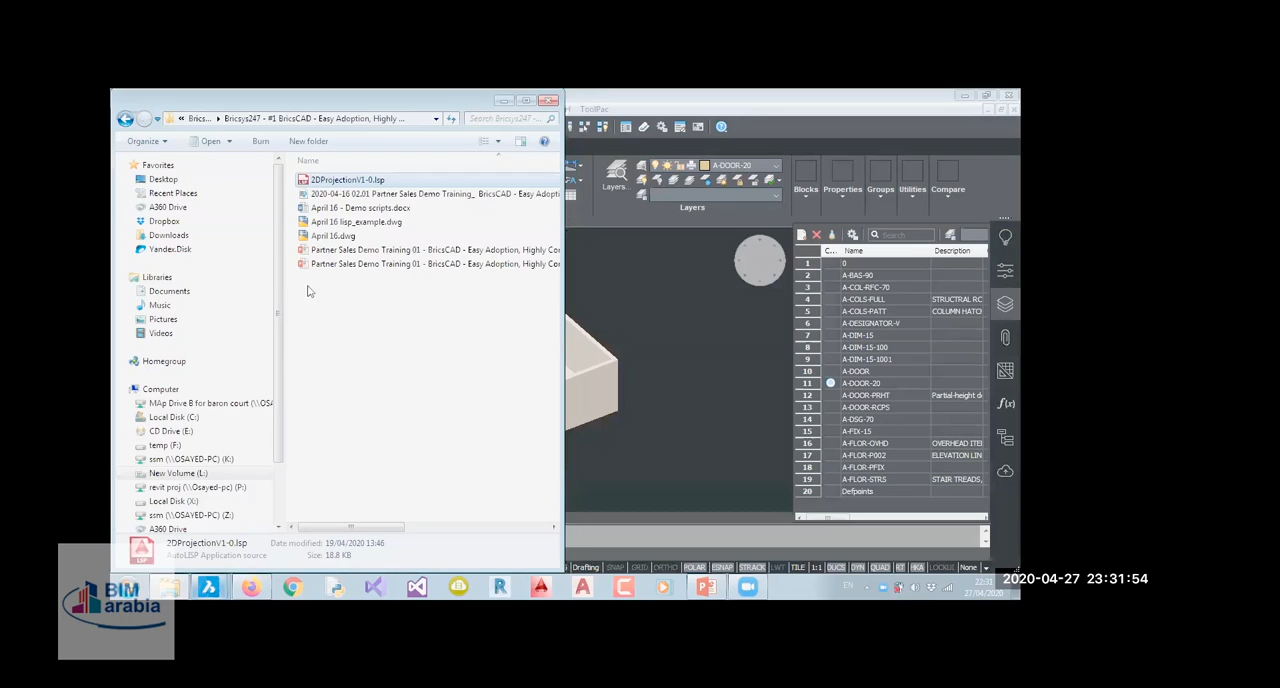 Brics... ▸ Bricsys247 - #1 BricsCAD - Easy Adoption, Highly ...
Search Bricsys247 - #1 BricsCAD - ...
Organize
Open
Burn
New folder
Favorites
Desktop
Recent Places
A360 Drive
Dropbox
Downloads
Yandex.Disk
Libraries
Documents
Music
Pictures
Videos
Homegroup
Computer
MAp Drive B for baron court (\\OSA
Local Disk (C:)
CD Drive (E:)
temp (F:)
ssm (\\OSAYED-PC) (K:)
New Volume (L:)
revit proj (\\Osayed-pc) (P:)
Local Disk (X:)
ssm (\\OSAYED-PC) (Z:)
A360 Drive
Name
2DProjectionV1-0.lsp
2020-04-16 02.01 Partner Sales Demo Training_ BricsCAD - Easy Adopti
April 16 - Demo scripts.docx
April 16 lisp_example.dwg
April 16.dwg
Partner Sales Demo Training 01 - BricsCAD - Easy Adoption, Highly Co
Partner Sales Demo Training 01 - BricsCAD - Easy Adoption, Highly Co
2DProjectionV1-0.lsp
Date modified: 19/04/2020 13:46
AutoLISP Application source
Size: 18.8 KB
ToolPac
Layers...
A-DOOR-20
Layers
Blocks
Properties
Groups
Utilities
Compare
Search
C... Name Description
1 0
2 A-BAS-90
3 A-COL-RFC-70
4 A-COLS-FULL STRUCTRAL RC
5 A-COLS-PATT COLUMN HATCH
6 A-DESIGNATOR-V
7 A-DIM-15
8 A-DIM-15-100
9 A-DIM-15-1001
10 A-DOOR
11 A-DOOR-20
12 A-DOOR-PRHT Partial-height d
13 A-DOOR-RCPS
14 A-DSG-70
15 A-FIX-15
16 A-FLOR-OVHD OVERHEAD ITE
17 A-FLOR-P002 ELEVATION LIN
18 A-FLOR-PFIX
19 A-FLOR-STRS STAIR TREADS,
20 Defpoints
f(x)
Drafting SNAP GRID ORTHO POLAR ESNAP STRACK LWT TILE 1:1 DUCS DYN QUAD RT HKA LOCKUI None
EN
22:31
27/04/2020
2020-04-27 23:31:54
BIM
arabia